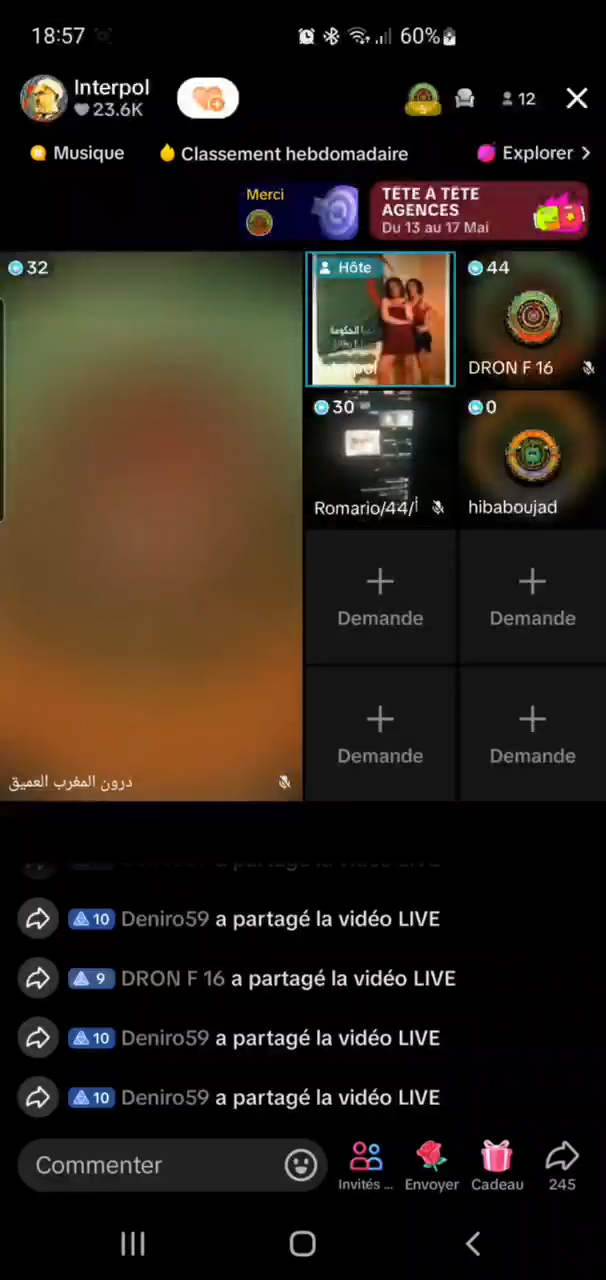 18:57
60%
Interpol
23.6K
12
Musique
Classement hebdomadaire
Explorer >
Merci
TÊTE À TÊTE
AGENCES
Du 13 au 17 Mai
32
Hôte
44
DRON F 16
30
Romario/44/أ
0
hibaboujad
Demande
Demande
Demande
Demande
درون المغرب العميق
10 Deniro59 a partagé la vidéo LIVE
9 DRON F 16 a partagé la vidéo LIVE
10 Deniro59 a partagé la vidéo LIVE
10 Deniro59 a partagé la vidéo LIVE
Commenter
Invités ...
Envoyer
Cadeau
245